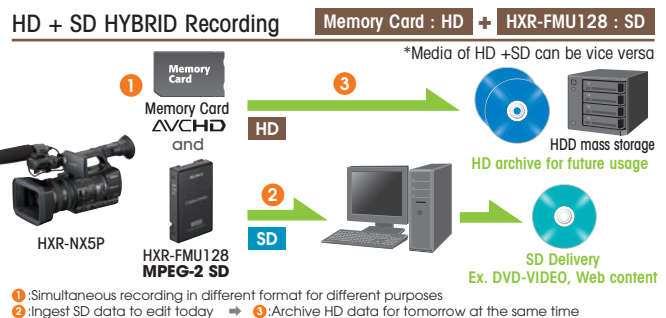 HD + SD HYBRID Recording
Memory Card : HD + HXR-FMU128 : SD
*Media of HD +SD can be vice versa
Memory
Card
1
3
Memory Card
AVCHD
HD
and
HDD mass storage
HD archive for future usage
SONY
2
SD
HXR-NX5P
HXR-FMU128
MPEG-2 SD
SD Delivery
Ex. DVD-VIDEO, Web content
1 :Simultaneous recording in different format for different purposes
2 :Ingest SD data to edit today ➡ 3 :Archive HD data for tomorrow at the same time